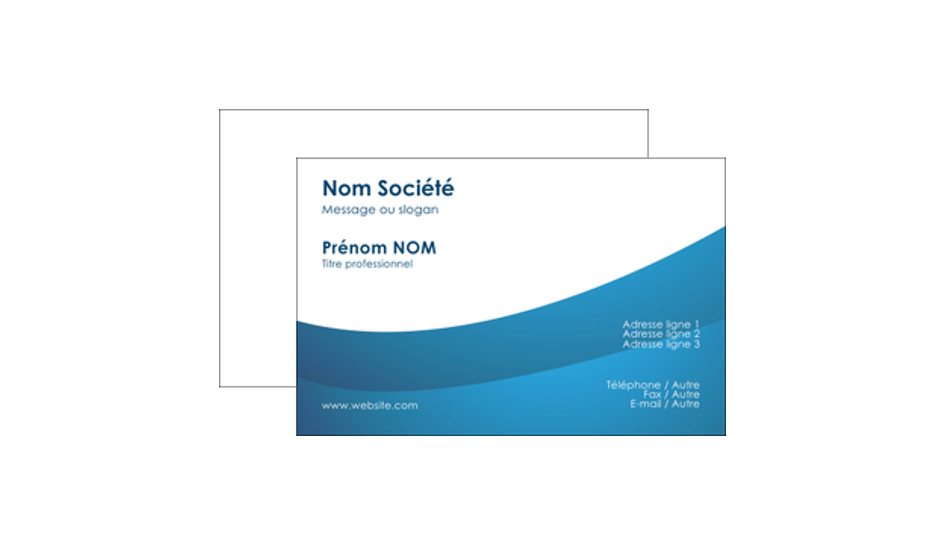 Nom Société
Message ou slogan
Prénom NOM
Titre professionnel
Adresse ligne 1
Adresse ligne 2
Adresse ligne 3
Téléphone / Autre
Fax / Autre
E-mail / Autre
www.website.com